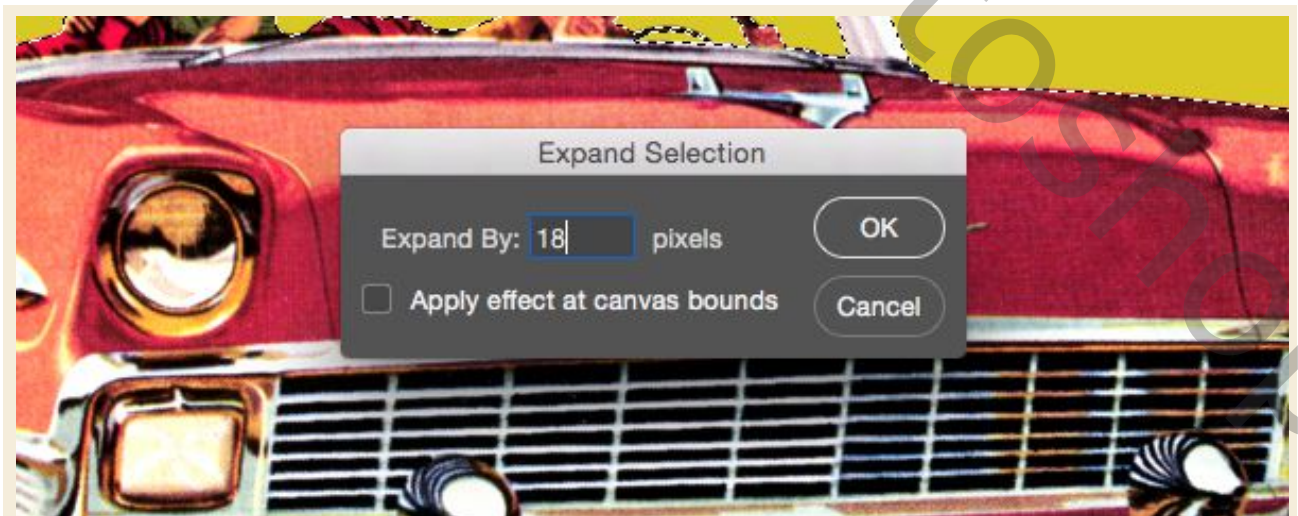 Expand Selection
Expand By: 18 pixels
OK
Apply effect at canvas bounds
Cancel